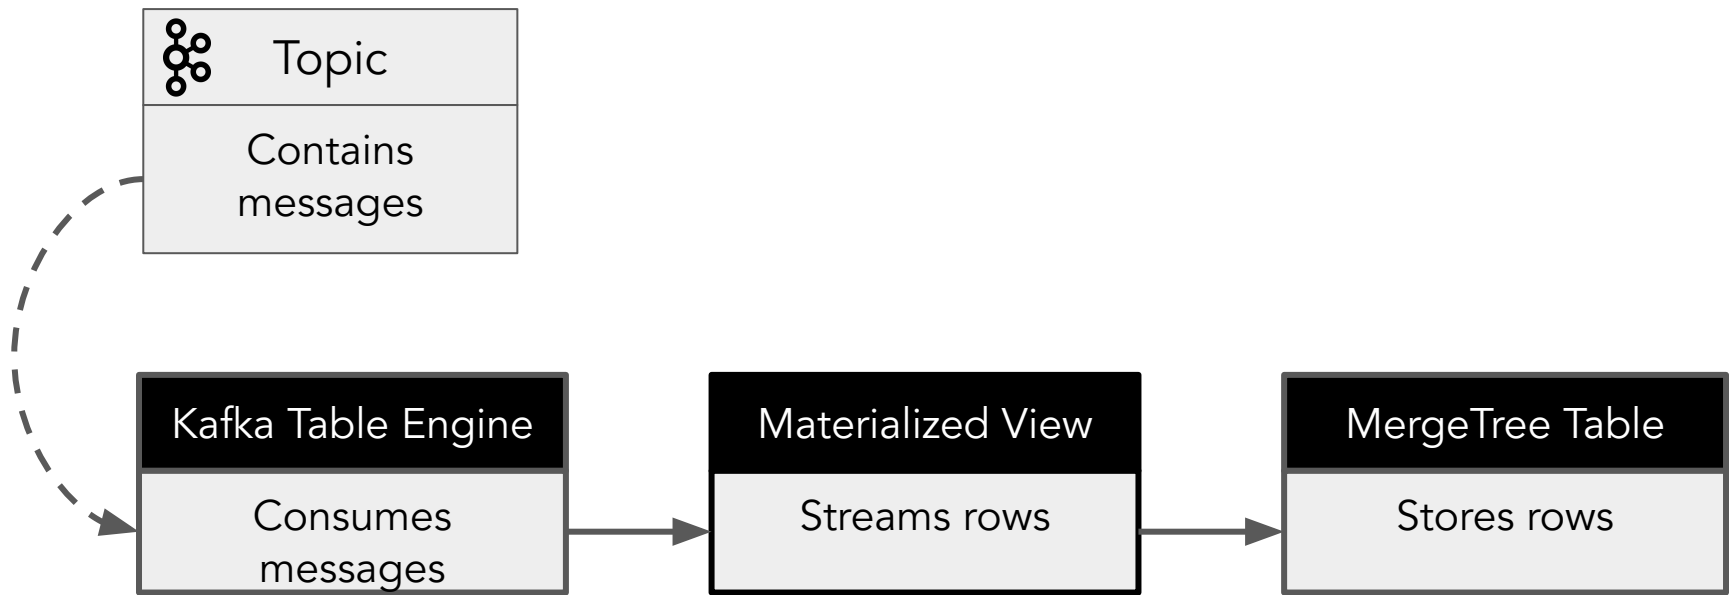 Topic
Contains
messages
Kafka Table Engine
Consumes
messages
Materialized View
Streams rows
MergeTree Table
Stores rows